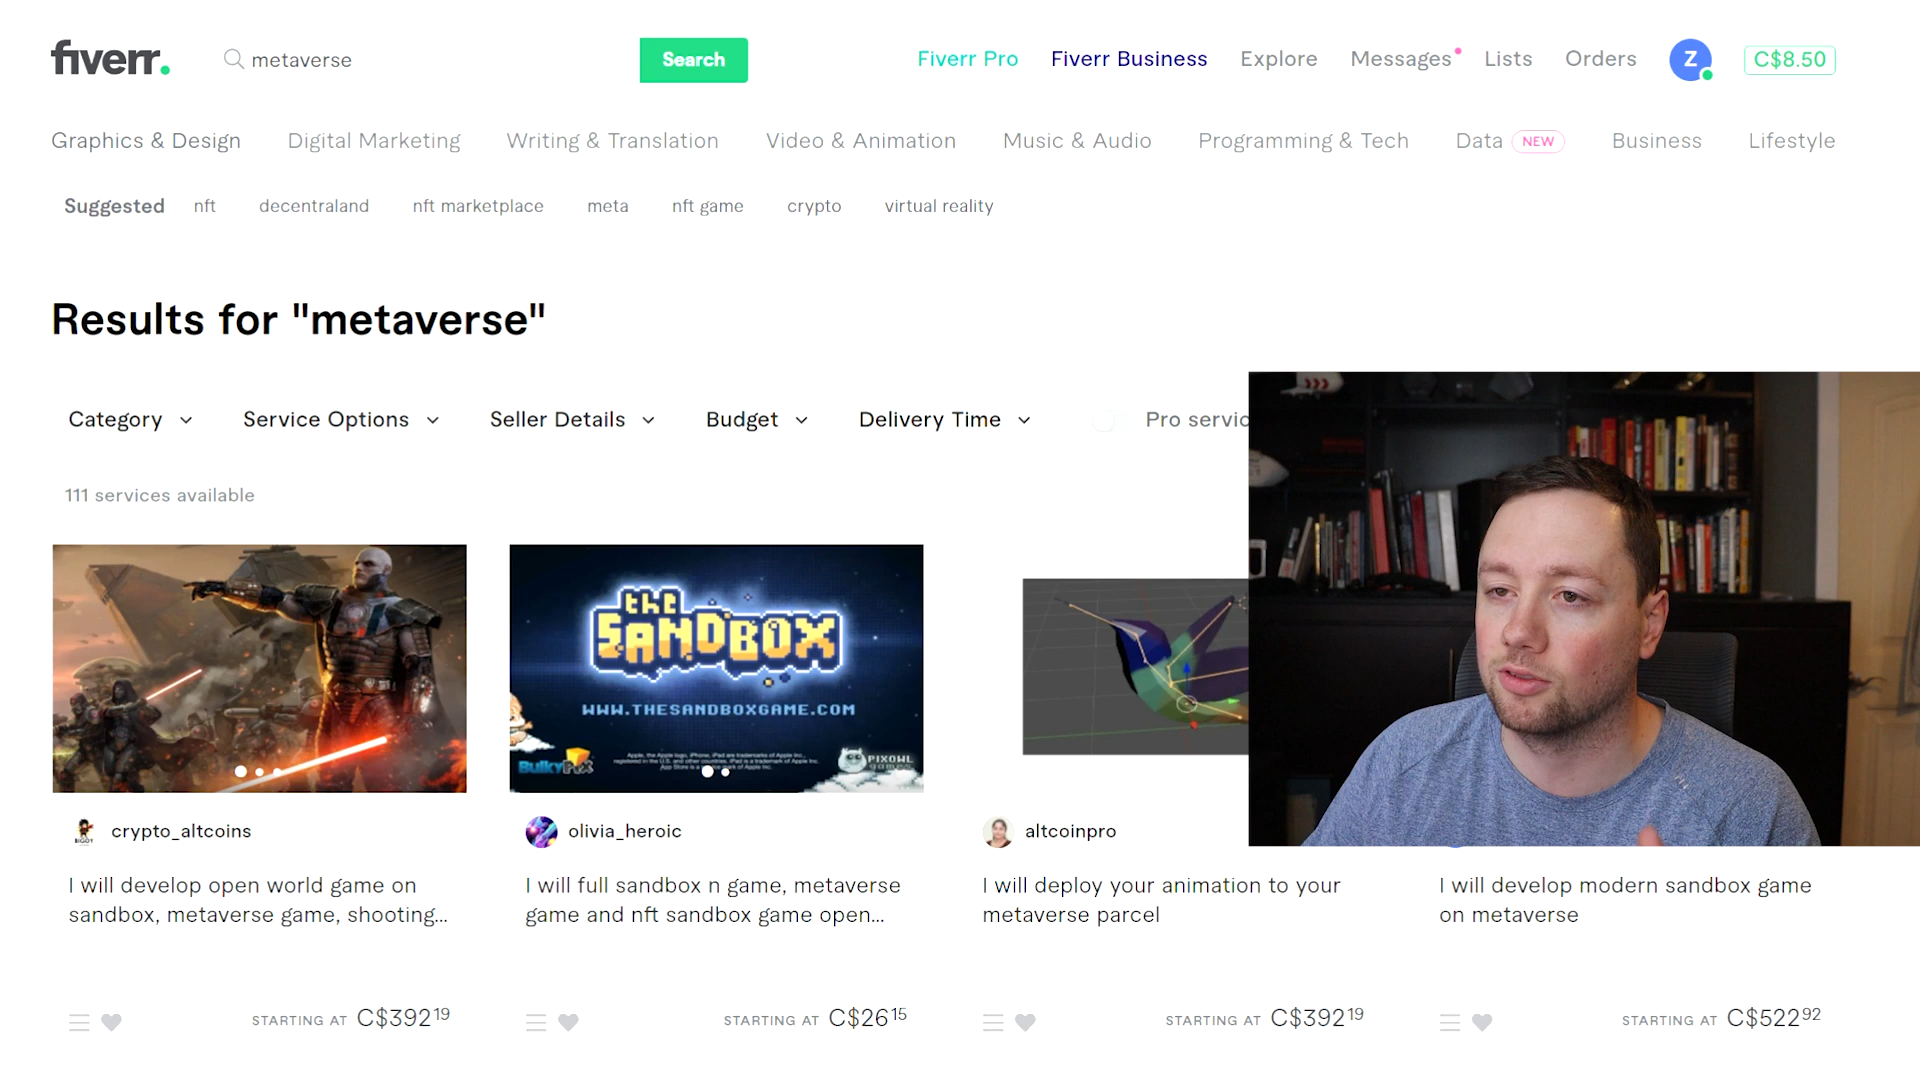 fiverr.
metaverse
Search
Fiverr Pro
Fiverr Business
Explore
Messages
Lists
Orders
Z
C$8.50
Graphics & Design
Digital Marketing
Writing & Translation
Video & Animation
Music & Audio
Programming & Tech
Data NEW
Business
Lifestyle
Suggested
nft
decentraland
nft marketplace
meta
nft game
crypto
virtual reality
Results for "metaverse"
Category
Service Options
Seller Details
Budget
Delivery Time
Pro servic
111 services available
the
SANDBOX
WWW.THESANDBOXGAME.COM
BulkyPix
PIXOWL
crypto_altcoins
olivia_heroic
altcoinpro
I will develop open world game on
sandbox, metaverse game, shooting...
I will full sandbox n game, metaverse
game and nft sandbox game open...
I will deploy your animation to your
metaverse parcel
I will develop modern sandbox game
on metaverse
STARTING AT C$392 19
STARTING AT C$26 15
STARTING AT C$392 19
STARTING AT C$522 92